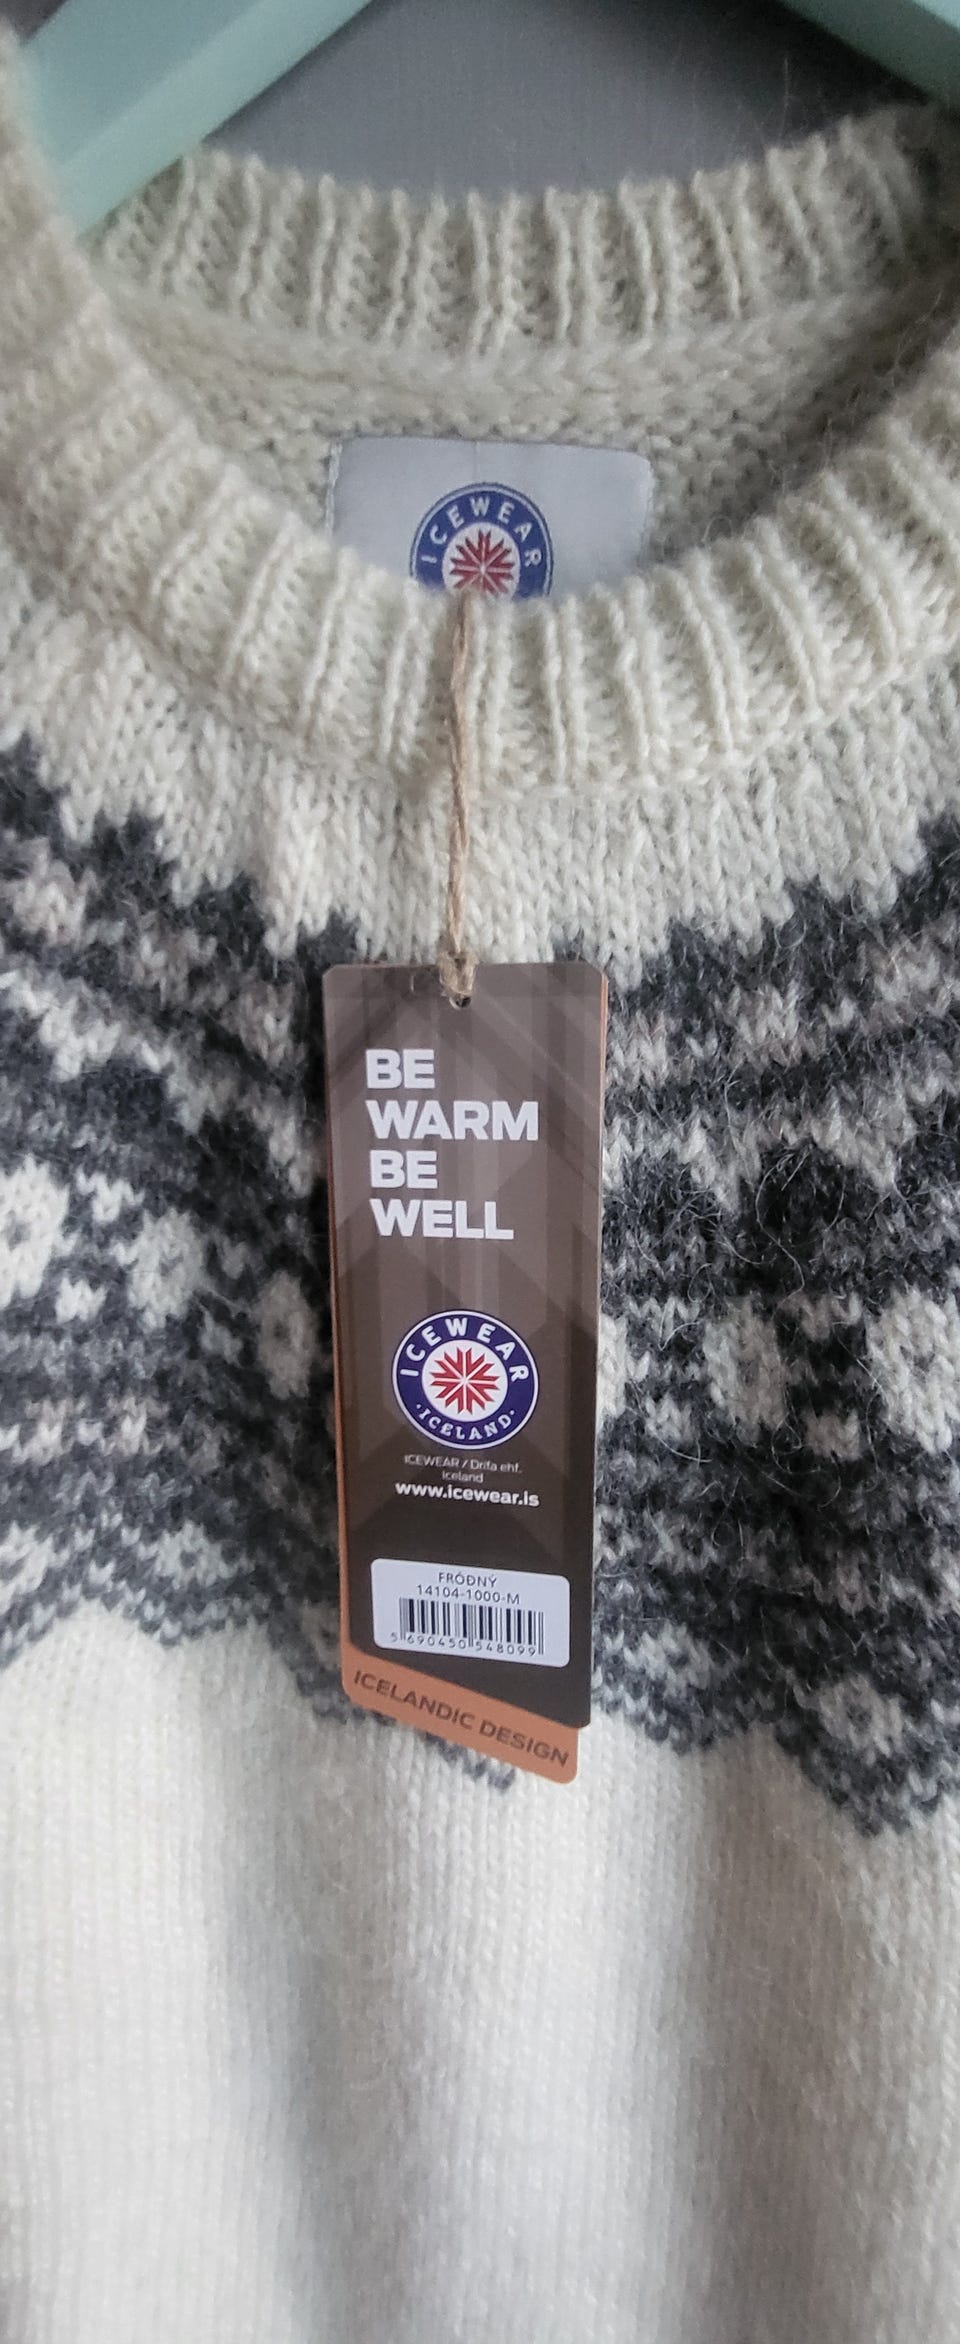 ICEWEAR
BE
WARM
BE
WELL
ICEWEAR
·ICELAND·
ICEWEAR / Drífa ehf.
Iceland
www.icewear.is
FRÓÐNÝ
14104-1000-M
5 690450 548099
ICELANDIC DESIGN